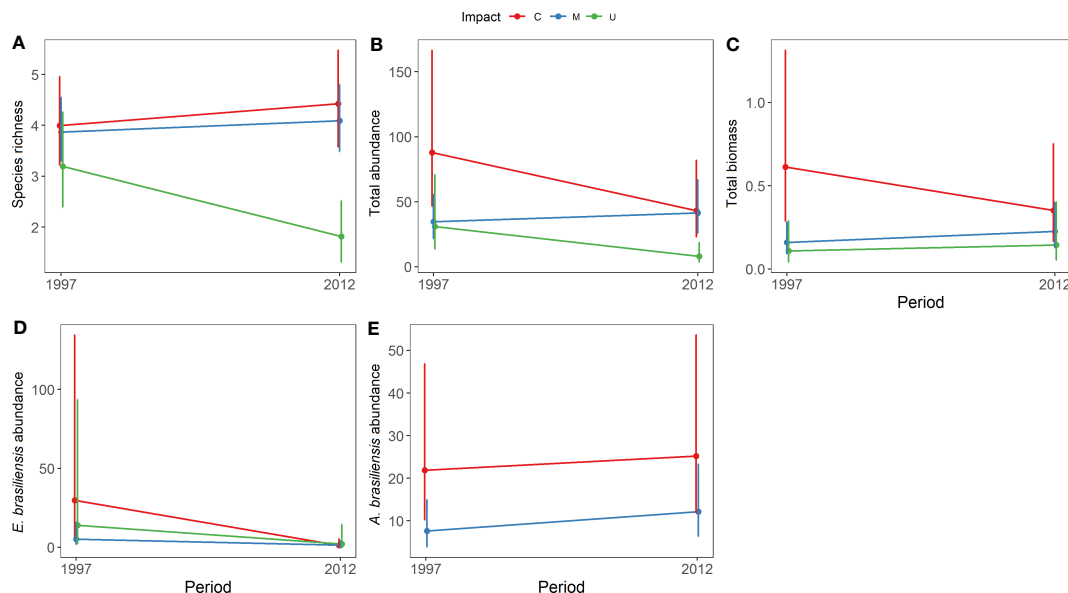 Impact C M U
A
Species richness
5
4
3
2
1997 2012
B
Total abundance
150
100
50
0
1997 2012
C
Total biomass
1.0
0.5
0.0
1997 2012
Period
D
E. brasiliensis abundance
100
50
0
1997 2012
Period
E
A. brasiliensis abundance
50
40
30
20
10
1997 2012
Period